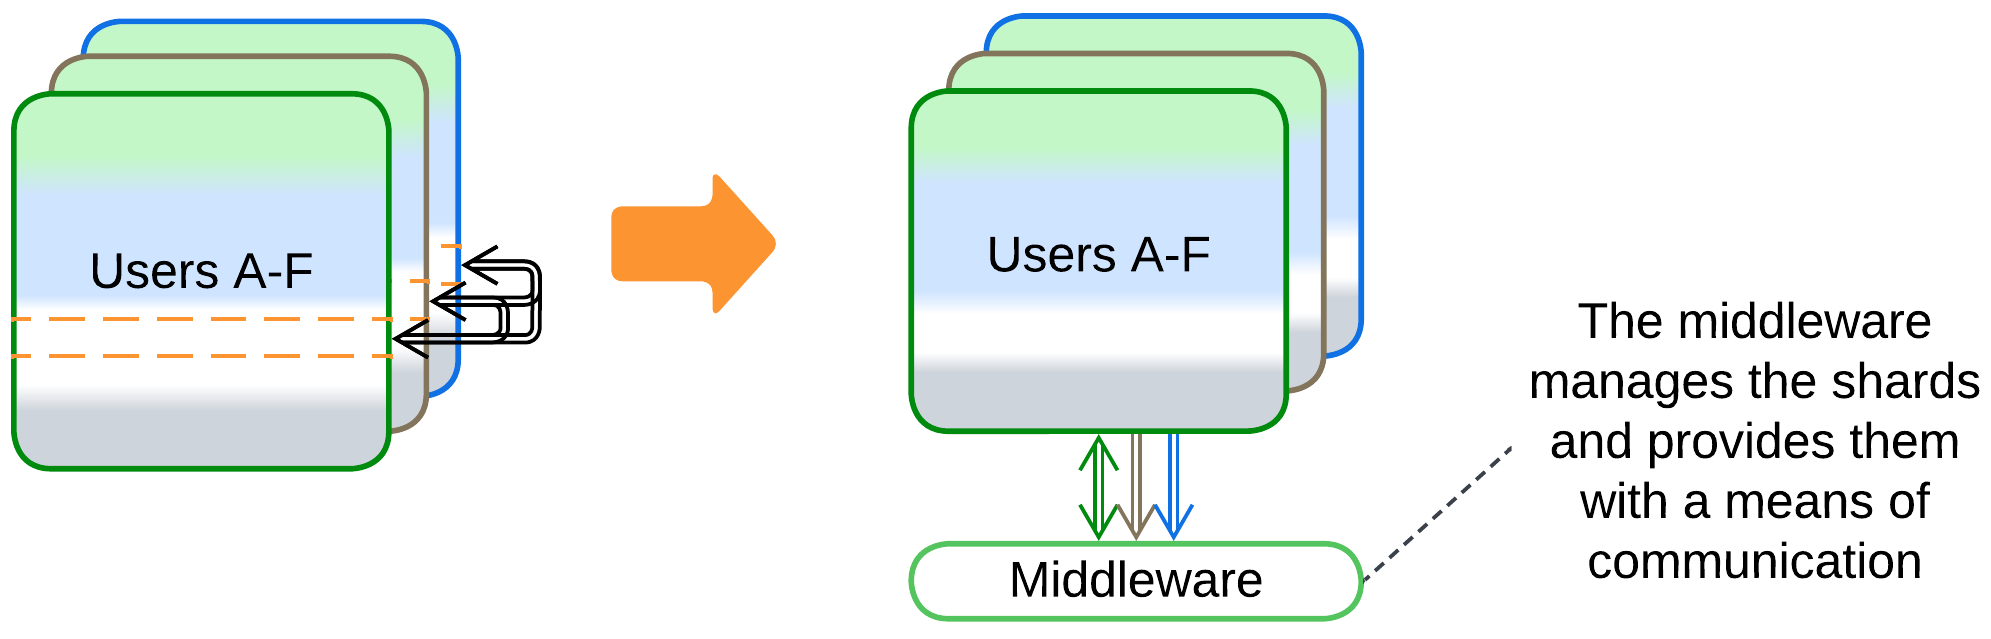 Users A-F
Users A-F
The middleware
manages the shards
and provides them
with a means of
communication
Middleware